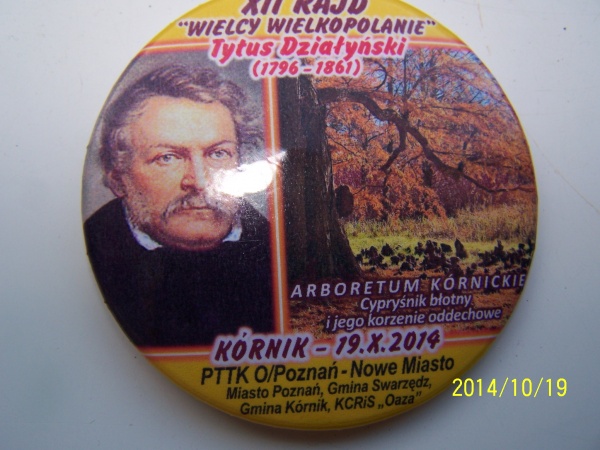 XII RAJD
"WIELCY WIELKOPOLANIE"
Tytus Działyński
(1796 - 1861)
ARBORETUM KÓRNICKIE
Cypryśnik błotny
i jego korzenie oddechowe
KÓRNIK - 19.X.2014
PTTK O/Poznań - Nowe Miasto
Miasto Poznań, Gmina Swarzędz,
Gmina Kórnik, KCRiS „Oaza”
2014/10/19